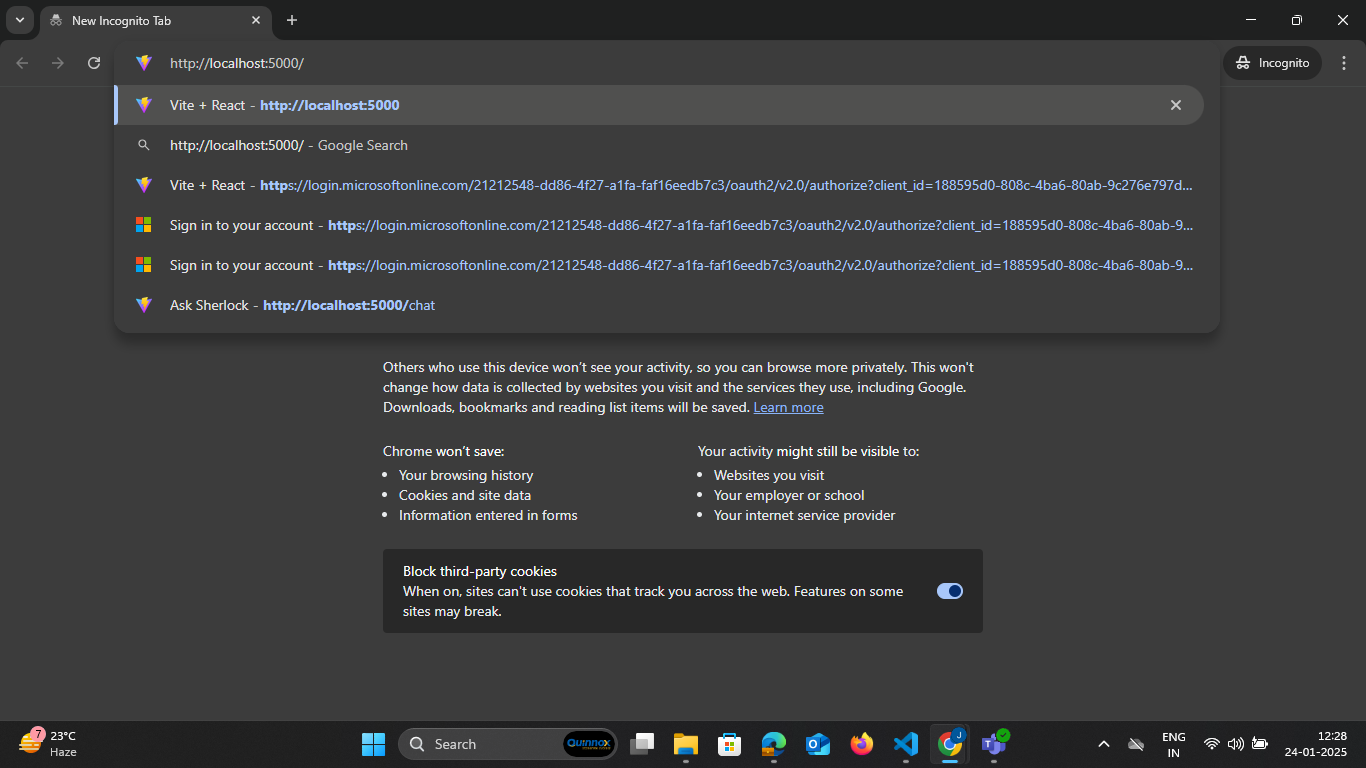 New Incognito Tab
http://localhost:5000/
Incognito
Vite + React - http://localhost:5000
http://localhost:5000/ - Google Search
Vite + React - https://login.microsoftonline.com/21212548-dd86-4f27-a1fa-faf16eedb7c3/oauth2/v2.0/authorize?client_id=188595d0-808c-4ba6-80ab-9c276e797d...
Sign in to your account - https://login.microsoftonline.com/21212548-dd86-4f27-a1fa-faf16eedb7c3/oauth2/v2.0/authorize?client_id=188595d0-808c-4ba6-80ab-9...
Sign in to your account - https://login.microsoftonline.com/21212548-dd86-4f27-a1fa-faf16eedb7c3/oauth2/v2.0/authorize?client_id=188595d0-808c-4ba6-80ab-9...
Ask Sherlock - http://localhost:5000/chat
Others who use this device won't see your activity, so you can browse more privately. This won't
change how data is collected by websites you visit and the services they use, including Google.
Downloads, bookmarks and reading list items will be saved. Learn more
Chrome won't save:
Your browsing history
Cookies and site data
Information entered in forms
Your activity might still be visible to:
Websites you visit
Your employer or school
Your internet service provider
Block third-party cookies
When on, sites can't use cookies that track you across the web. Features on some
sites may break.
7
23°C
Haze
Search
Qurinnox
J
ENG
IN
12:28
24-01-2025